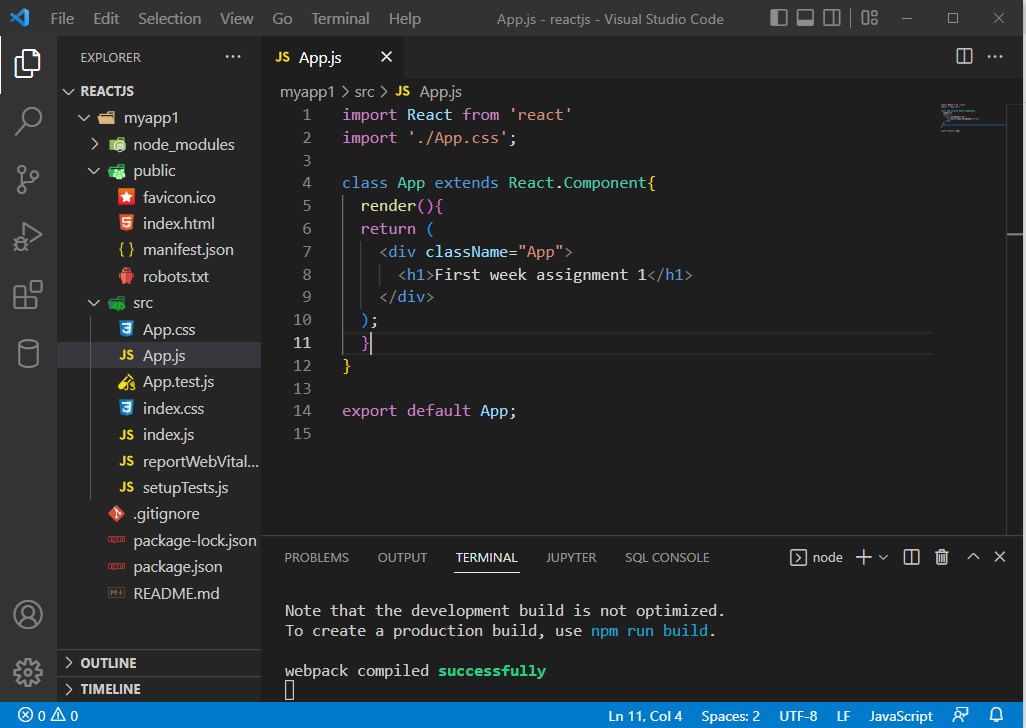 File Edit Selection View Go Terminal Help App.js - reactjs - Visual Studio Code
EXPLORER
REACTJS
myapp1
node_modules
public
favicon.ico
index.html
manifest.json
robots.txt
src
App.css
App.js
App.test.js
index.css
index.js
reportWebVital...
setupTests.js
.gitignore
package-lock.json
package.json
README.md
OUTLINE
TIMELINE
JS App.js
myapp1 > src > JS App.js
1 import React from 'react'
2 import './App.css';
3
4 class App extends React.Component{
5 render(){
6 return (
7 <div className="App">
8 <h1>First week assignment 1</h1>
9 </div>
10 );
11 }
12 }
13
14 export default App;
15
PROBLEMS OUTPUT TERMINAL JUPYTER SQL CONSOLE node
Note that the development build is not optimized.
To create a production build, use npm run build.
webpack compiled successfully
0 0 Ln 11, Col 4 Spaces: 2 UTF-8 LF JavaScript